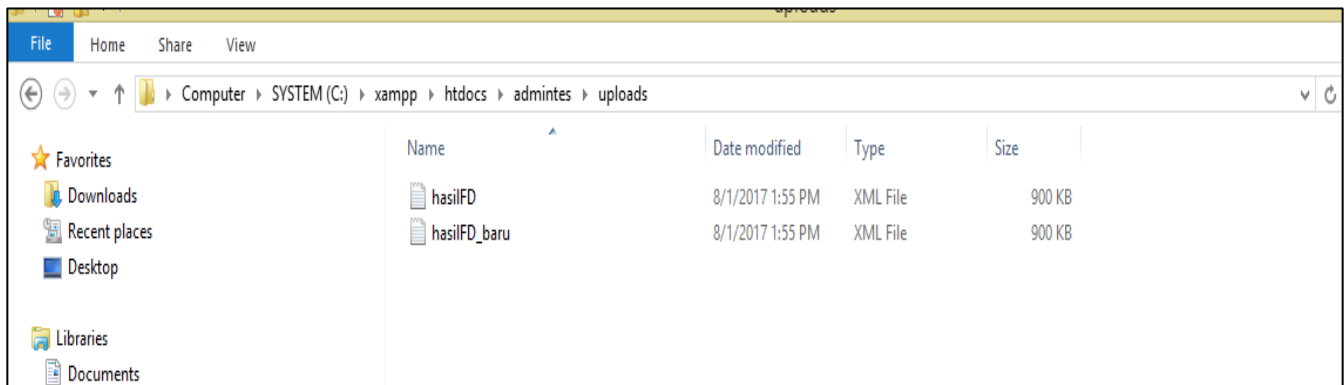 uploads
File Home Share View
Computer SYSTEM (C:) xampp htdocs admintes uploads
Name Date modified Type Size
Favorites
Downloads
Recent places
Desktop
Libraries
Documents
hasilFD 8/1/2017 1:55 PM XML File 900 KB
hasilFD_baru 8/1/2017 1:55 PM XML File 900 KB